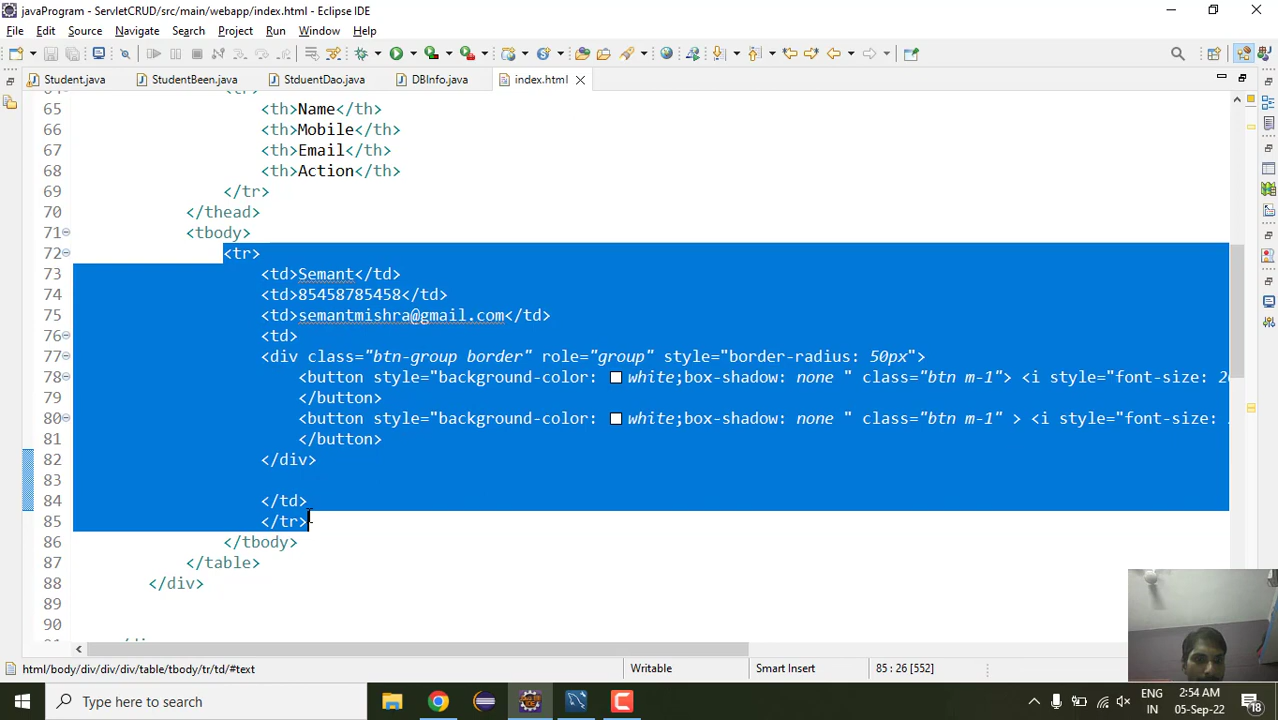 javaProgram - ServletCRUD/src/main/webapp/index.html - Eclipse IDE
File Edit Source Navigate Search Project Run Window Help
Student.java StudentBeen.java StduentDao.java DBInfo.java index.html
65 <th>Name</th>
66 <th>Mobile</th>
67 <th>Email</th>
68 <th>Action</th>
69 </tr>
70 </thead>
71 <tbody>
72 <tr>
73 <td>Semant</td>
74 <td>85458785458</td>
75 <td>semantmishra@gmail.com</td>
76 <td>
77 <div class="btn-group border" role="group" style="border-radius: 50px">
78 <button style="background-color: white;box-shadow: none " class="btn m-1"> <i style="font-size:
79 </button>
80 <button style="background-color: white;box-shadow: none " class="btn m-1" > <i style="font-size:
81 </button>
82 </div>
83
84 </td>
85 </tr>
86 </tbody>
87 </table>
88 </div>
89
90
html/body/div/div/div/table/tbody/tr/td/#text Writable Smart Insert 85 : 26 [552]
Type here to search ENG IN 2:54 AM 05-Sep-22 18